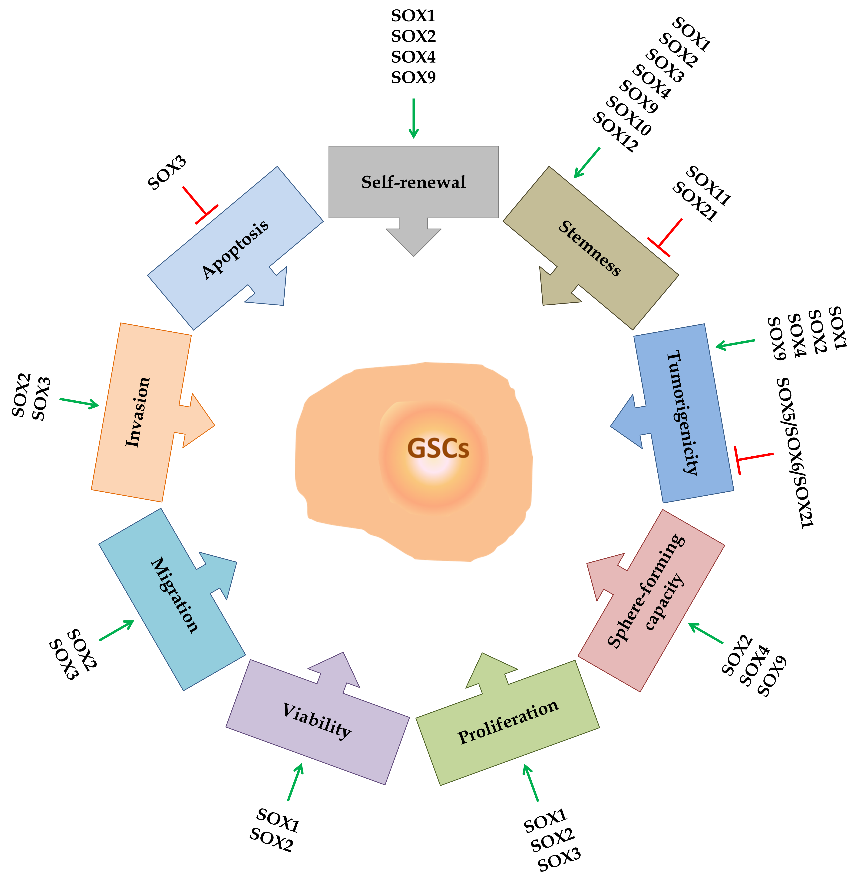 SOX1
SOX2
SOX4
SOX9
Self-renewal
SOX1
SOX2
SOX3
SOX4
SOX9
SOX10
SOX12
SOX11
SOX21
Stemness
SOX1
SOX2
SOX4
SOX9
SOX5/SOX6/SOX21
Tumorigenicity
Sphere-forming
capacity
SOX2
SOX4
SOX9
Proliferation
SOX1
SOX2
SOX3
Viability
SOX1
SOX2
Migration
SOX2
SOX3
Invasion
SOX2
SOX3
Apoptosis
SOX3
GSCs